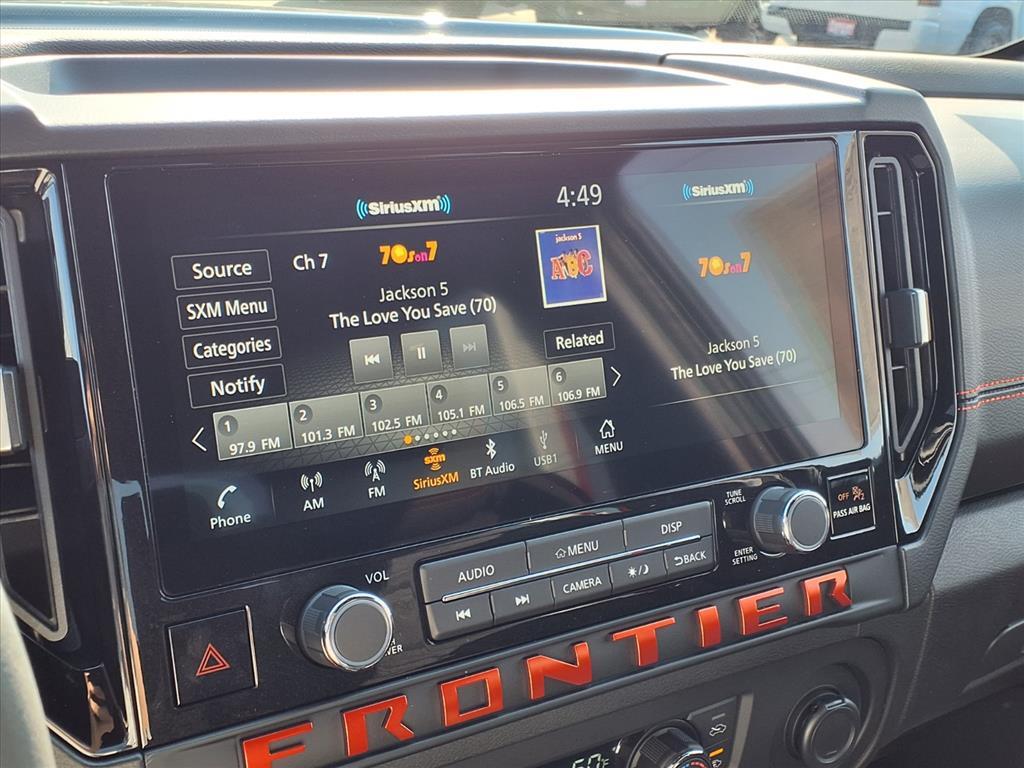 SiriusXM
4:49
SiriusXM
Source
Ch 7
70s on 7
jackson 5
ABC
70s on 7
SXM Menu
Jackson 5
The Love You Save (70)
Categories
Related
Jackson 5
The Love You Save (70)
Notify
1 97.9 FM
2 101.3 FM
3 102.5 FM
4 105.1 FM
5 106.5 FM
6 106.9 FM
Phone
AM
FM
sxm
SiriusXM
BT Audio
USB1
MENU
TUNE
SCROLL
OFF
PASS AIR BAG
ENTER
SETTING
VOL
AUDIO
MENU
DISP
CAMERA
BACK
FRONTIER